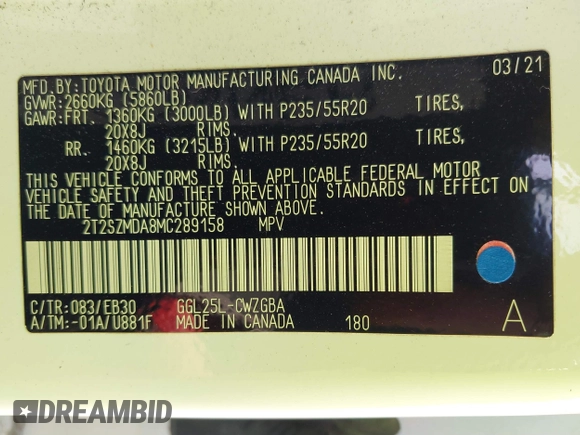 MFD. BY: TOYOTA MOTOR MANUFACTURING CANADA INC. 03/21
GVWR: 2660KG (5860LB)
GAWR: FRT. 1360KG (3000LB) WITH P235/55R20 TIRES,
20X8J RIMS.
RR. 1460KG (3215LB) WITH P235/55R20 TIRES,
20X8J RIMS.
THIS VEHICLE CONFORMS TO ALL APPLICABLE FEDERAL MOTOR
VEHICLE SAFETY AND THEFT PREVENTION STANDARDS IN EFFECT ON
THE DATE OF MANUFACTURE SHOWN ABOVE.
2T2SZMDA8MC289158 MPV
C/TR: 083/EB30 GGL25L-CWZGBA
A/TM: -01A/U881F MADE IN CANADA 180 A
DREAMBID